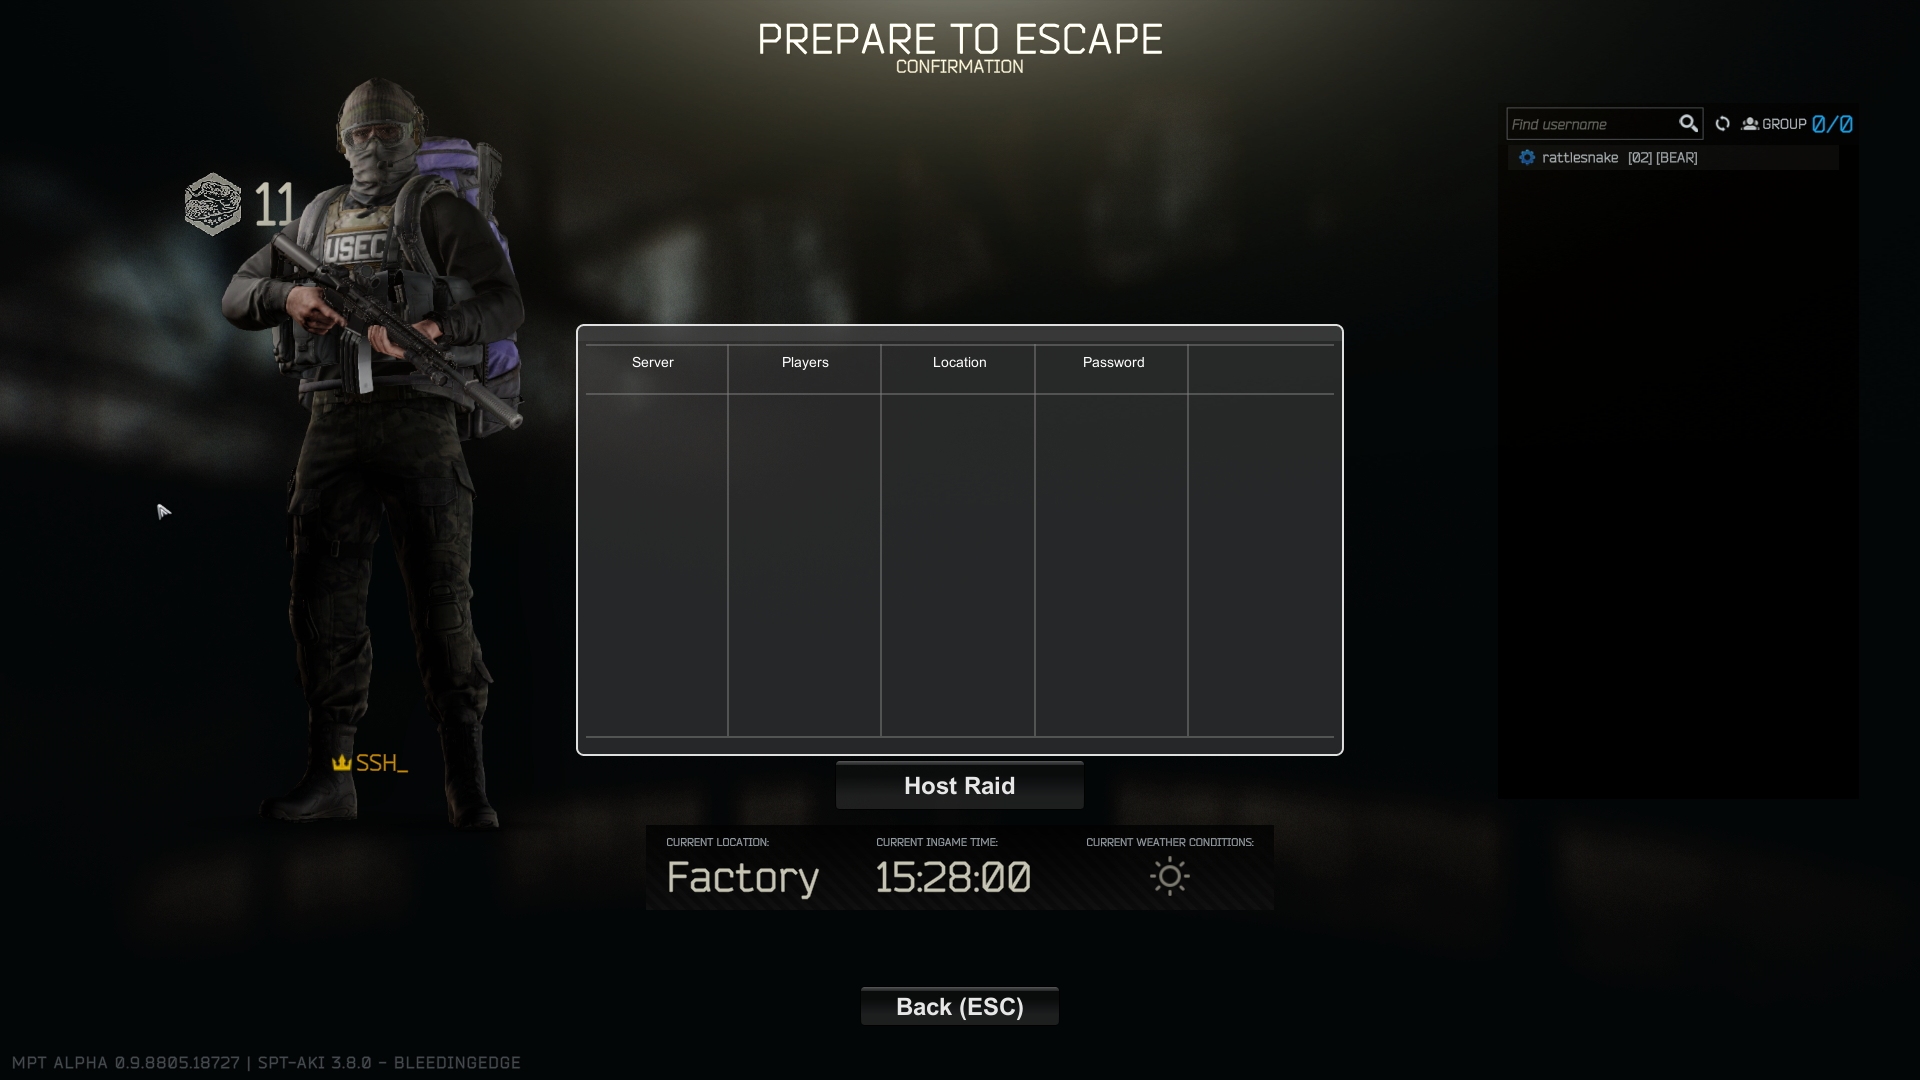 PREPARE TO ESCAPE
CONFIRMATION
Find username
GROUP 0/0
rattlesnake [02] [BEAR]
11
USEC
Server Players Location Password
SSH_
Host Raid
CURRENT LOCATION: CURRENT INGAME TIME: CURRENT WEATHER CONDITIONS:
Factory 15:28:00
Back (ESC)
MPT ALPHA 0.9.8805.18727 | SPT-AKI 3.8.0 - BLEEDINGEDGE